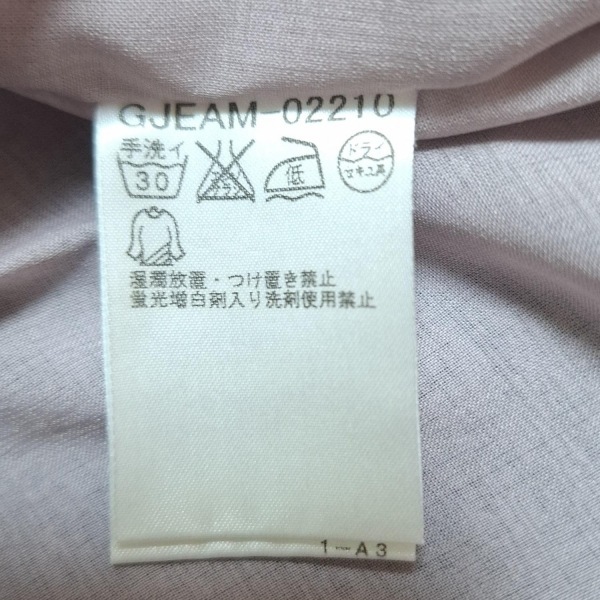 GJEAM-02210
手洗イ
30
低
ドライ
セキユ系
湿潤放置・つけ置き禁止
蛍光増白剤入り洗剤使用禁止
1-A3